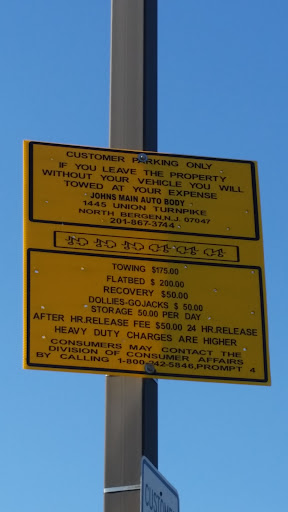 CUSTOMER PARKING ONLY
IF YOU LEAVE THE PROPERTY
WITHOUT YOUR VEHICLE YOU WILL
TOWED AT YOUR EXPENSE
JOHNS MAIN AUTO BODY
1445 UNION TURNPIKE
NORTH BERGEN,N.J. 07047
201-867-3744
TOWING $175.00
FLATBED $ 200.00
RECOVERY $50.00
DOLLIES-GOJACKS $ 50.00
STORAGE 50.00 PER DAY
AFTER HR.RELEASE FEE $50.00 24 HR.RELEASE
HEAVY DUTY CHARGES ARE HIGHER
CONSUMERS MAY CONTACT THE
DIVISION OF CONSUMER AFFAIRS
BY CALLING 1-800-242-5846,PROMPT 4
CUSTOMER